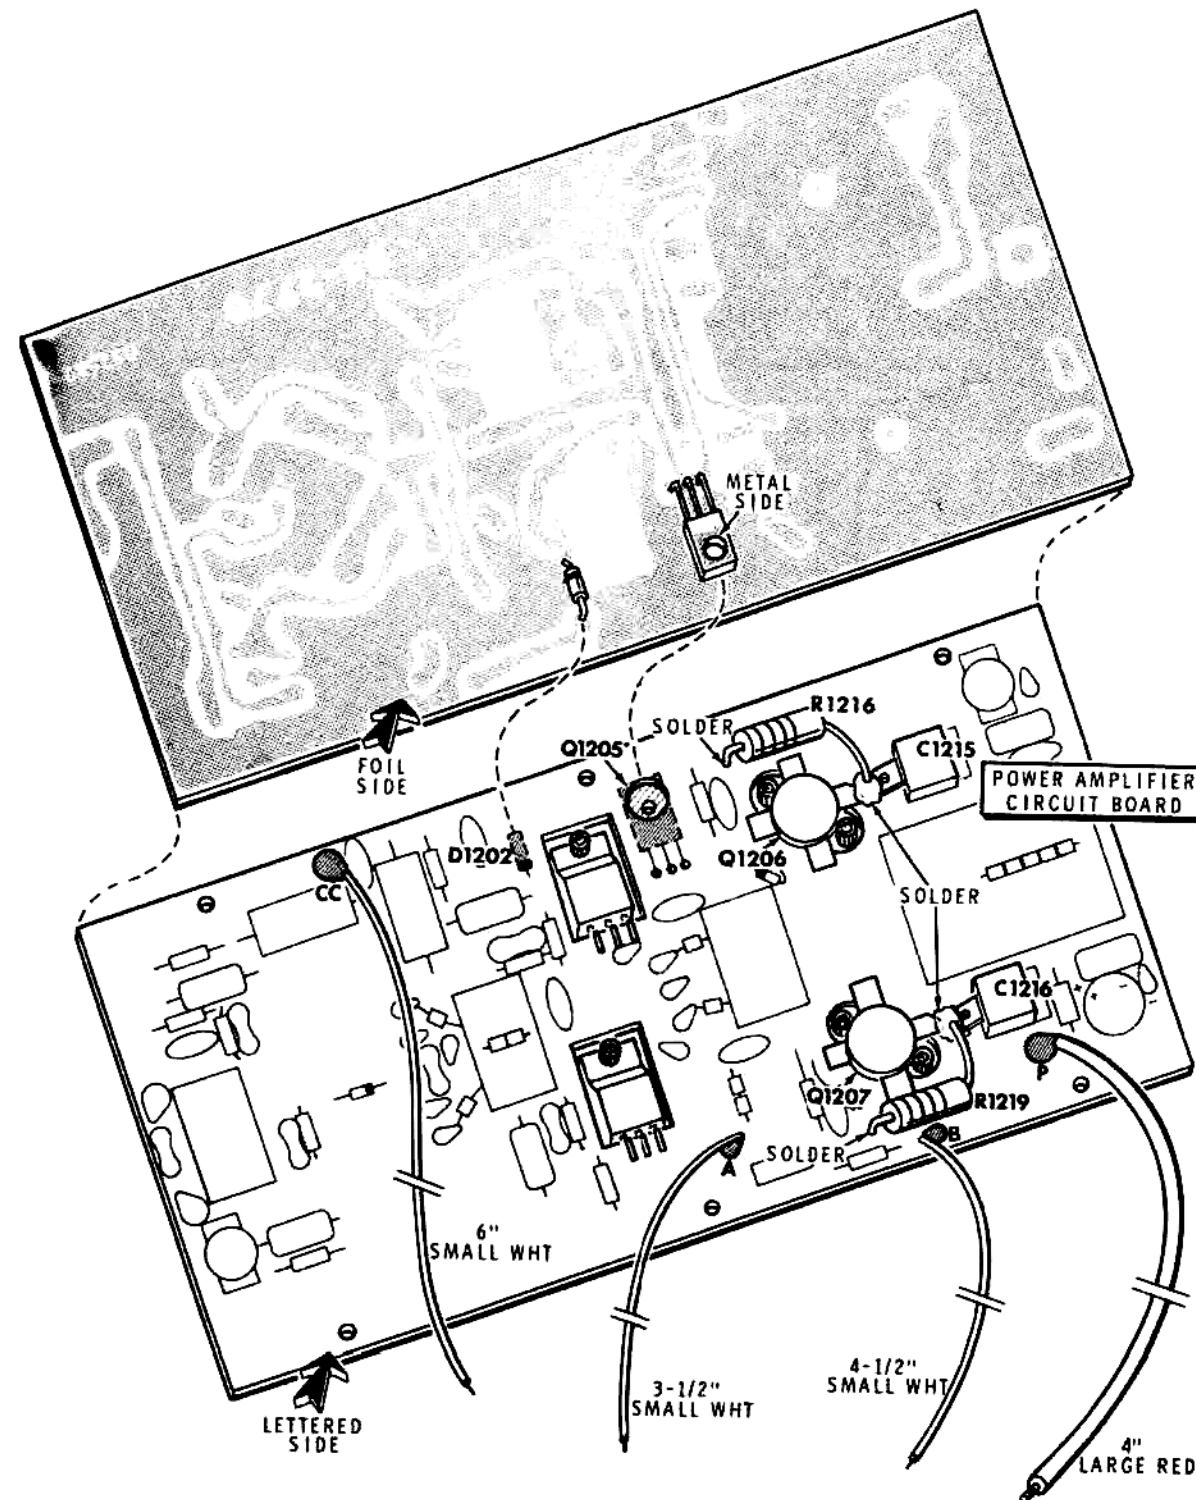 METAL
SIDE
FOIL
SIDE
R1216
SOLDER
Q1205
C1215
POWER AMPLIFIER
CIRCUIT BOARD
D1202
Q1206
CC
SOLDER
C1216
P
Q1207
R1219
B
SOLDER
A
6"
SMALL WHT
4-1/2"
SMALL WHT
3-1/2"
SMALL WHT
LETTERED
SIDE
4"
LARGE RED